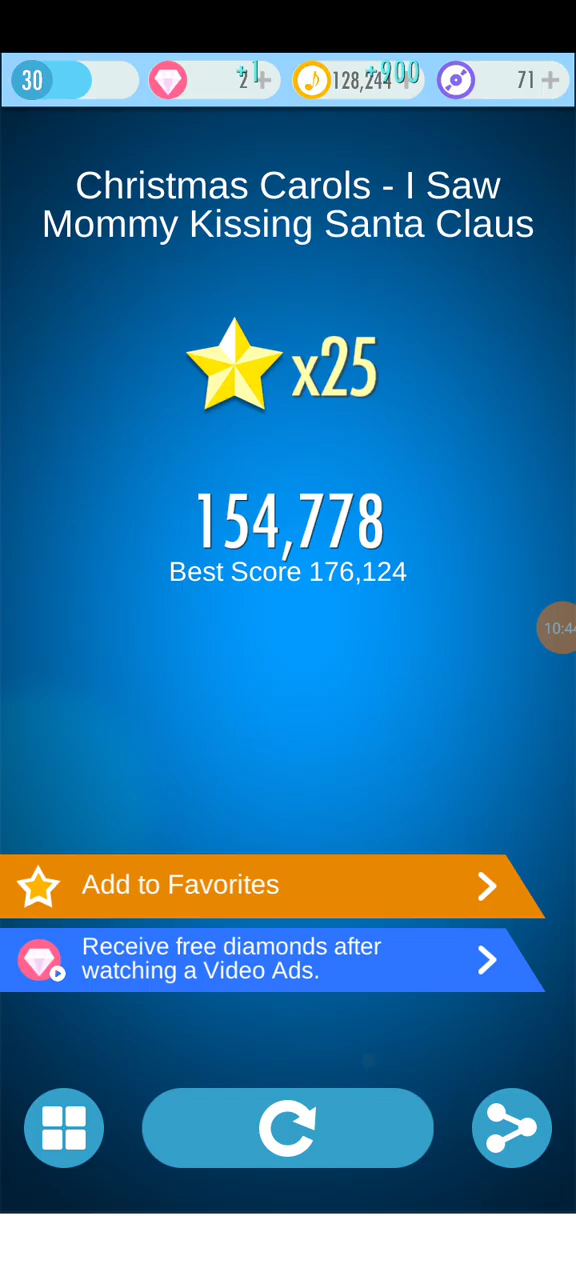 30
2
+1
128,244
+900
71
Christmas Carols - I Saw
Mommy Kissing Santa Claus
x25
154,778
Best Score 176,124
10:44
Add to Favorites
Receive free diamonds after
watching a Video Ads.